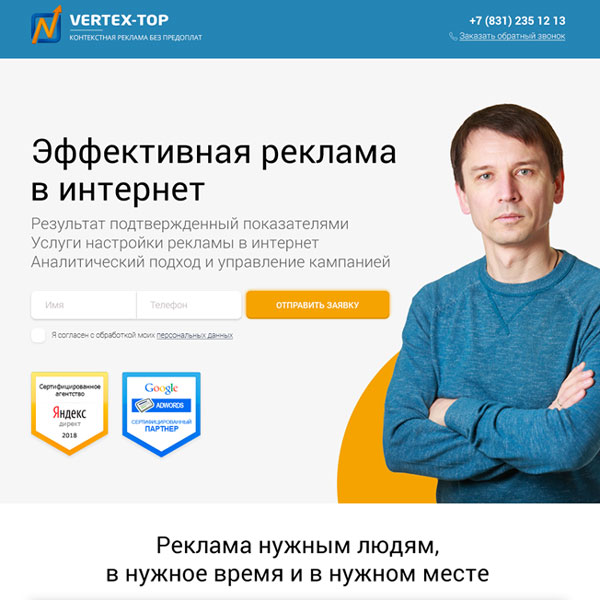 VERTEX-TOP
КОНТЕКСТНАЯ РЕКЛАМА БЕЗ ПРЕДОПЛАТ
+7 (831) 235 12 13
Заказать обратный звонок
Эффективная реклама
в интернет
Результат подтвержденный показателями
Услуги настройки рекламы в интернет
Аналитический подход и управление кампанией
Имя
Телефон
ОТПРАВИТЬ ЗАЯВКУ
Я согласен с обработкой моих персональных данных
Сертифицированное
агентство
Яндекс
директ
2018
Google
ADWORDS
СЕРТИФИЦИРОВАННЫЙ
ПАРТНЕР
Реклама нужным людям,
в нужное время и в нужном месте